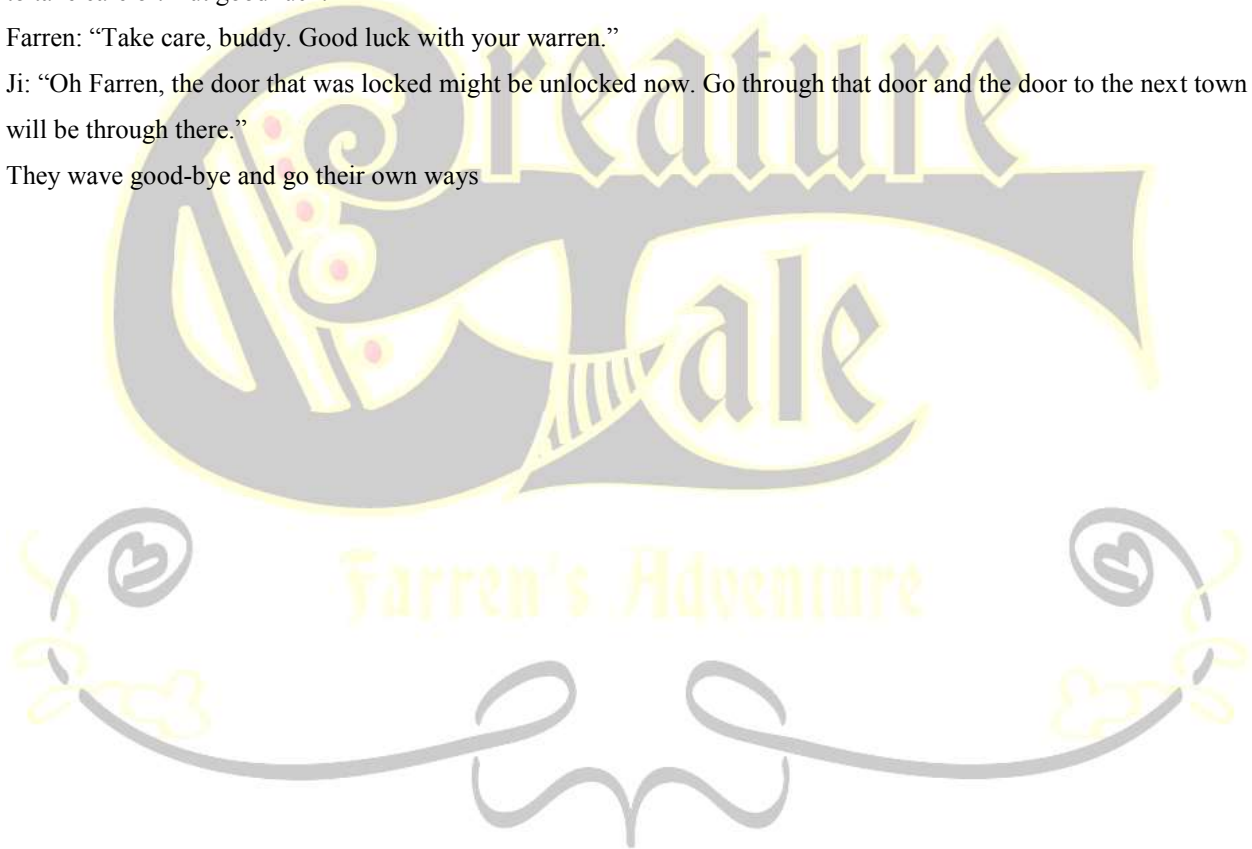 Farren: “Take care, buddy. Good luck with your warren.”
Ji: “Oh Farren, the door that was locked might be unlocked now. Go through that door and the door to the next town
will be through there.”
They wave good-bye and go their own ways
Creature
Tale
Farren's Adventure